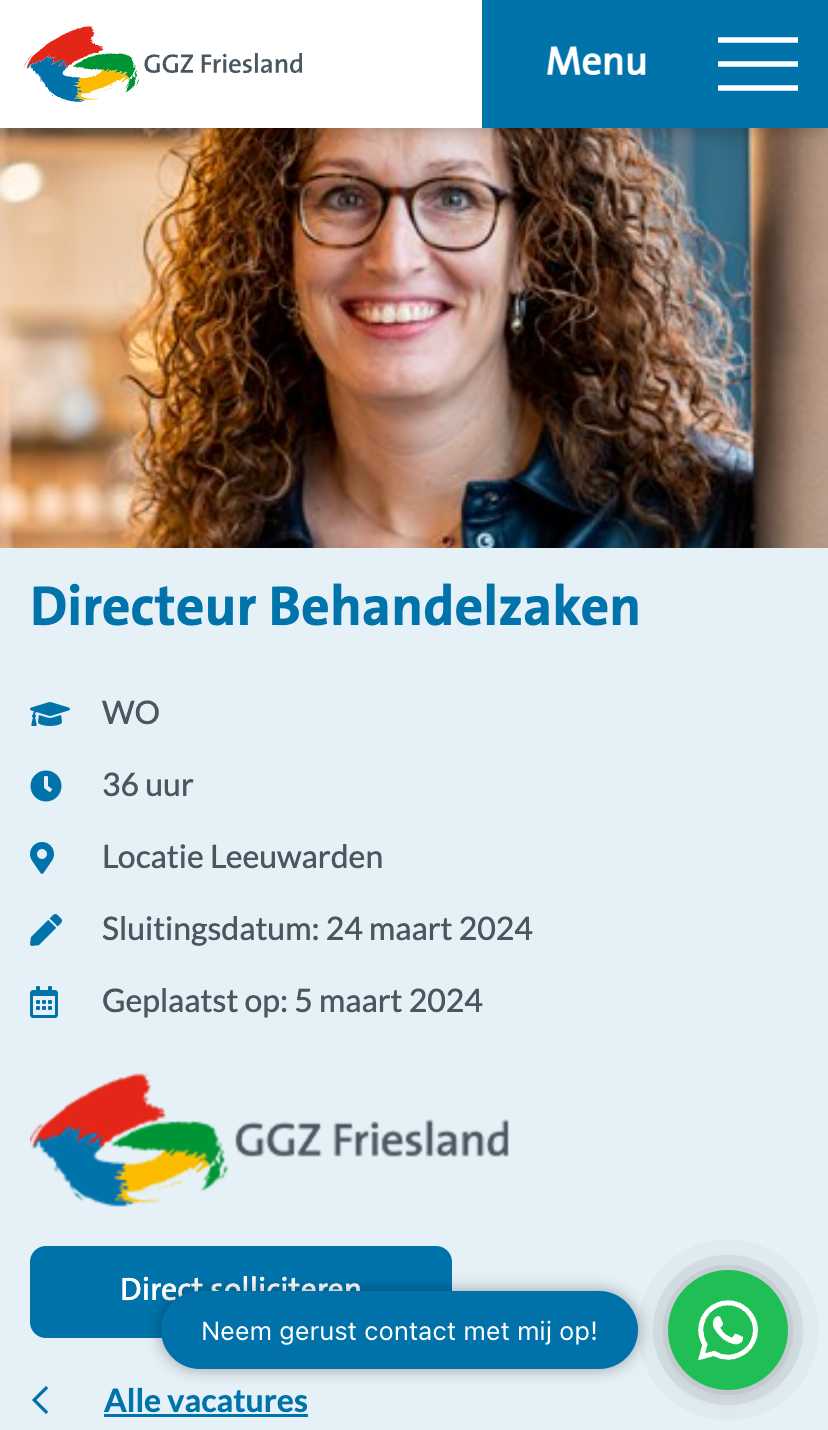 GGZ Friesland
Menu
Directeur Behandelzaken
WO
36 uur
Locatie Leeuwarden
Sluitingsdatum: 24 maart 2024
Geplaatst op: 5 maart 2024
GGZ Friesland
Direct solliciteren
Neem gerust contact met mij op!
Alle vacatures